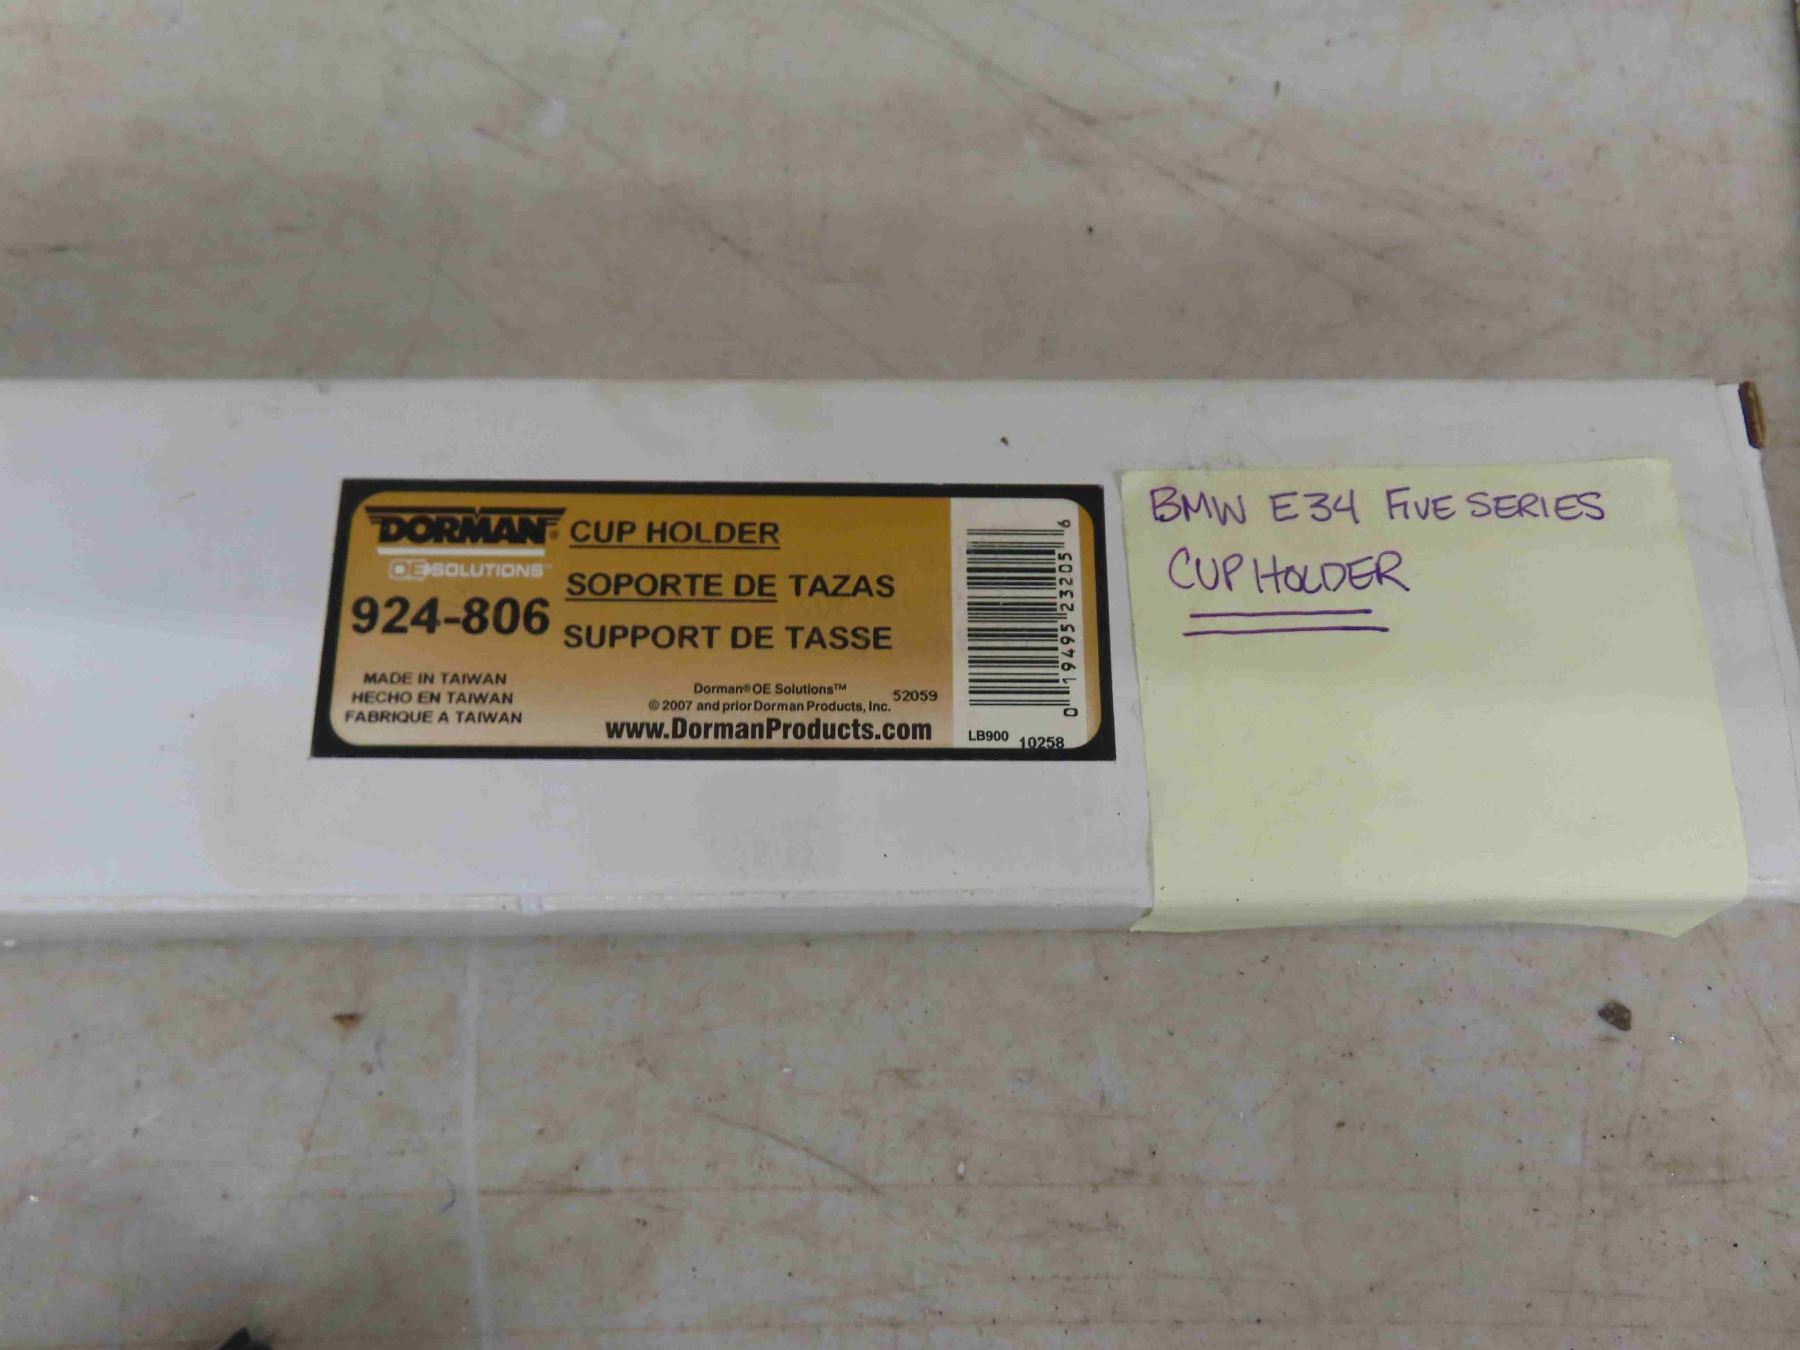 DORMAN®
OE SOLUTIONS™
924-806
CUP HOLDER
SOPORTE DE TAZAS
SUPPORT DE TASSE
MADE IN TAIWAN
HECHO EN TAIWAN
FABRIQUE A TAIWAN
Dorman® OE Solutions™
© 2007 and prior Dorman Products, Inc.
52059
www.DormanProducts.com
0 19495 23205 6
LB900 10258
BMW E34 FIVE SERIES
CUP HOLDER